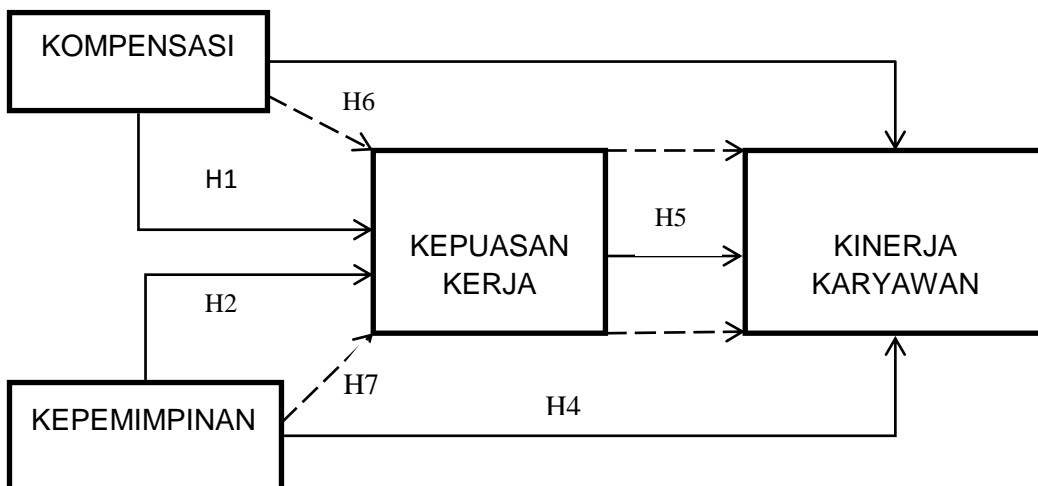 KOMPENSASI
H6
H1
H5
KEPUASAN
KERJA
KINERJA
KARYAWAN
H2
H7
H4
KEPEMIMPINAN